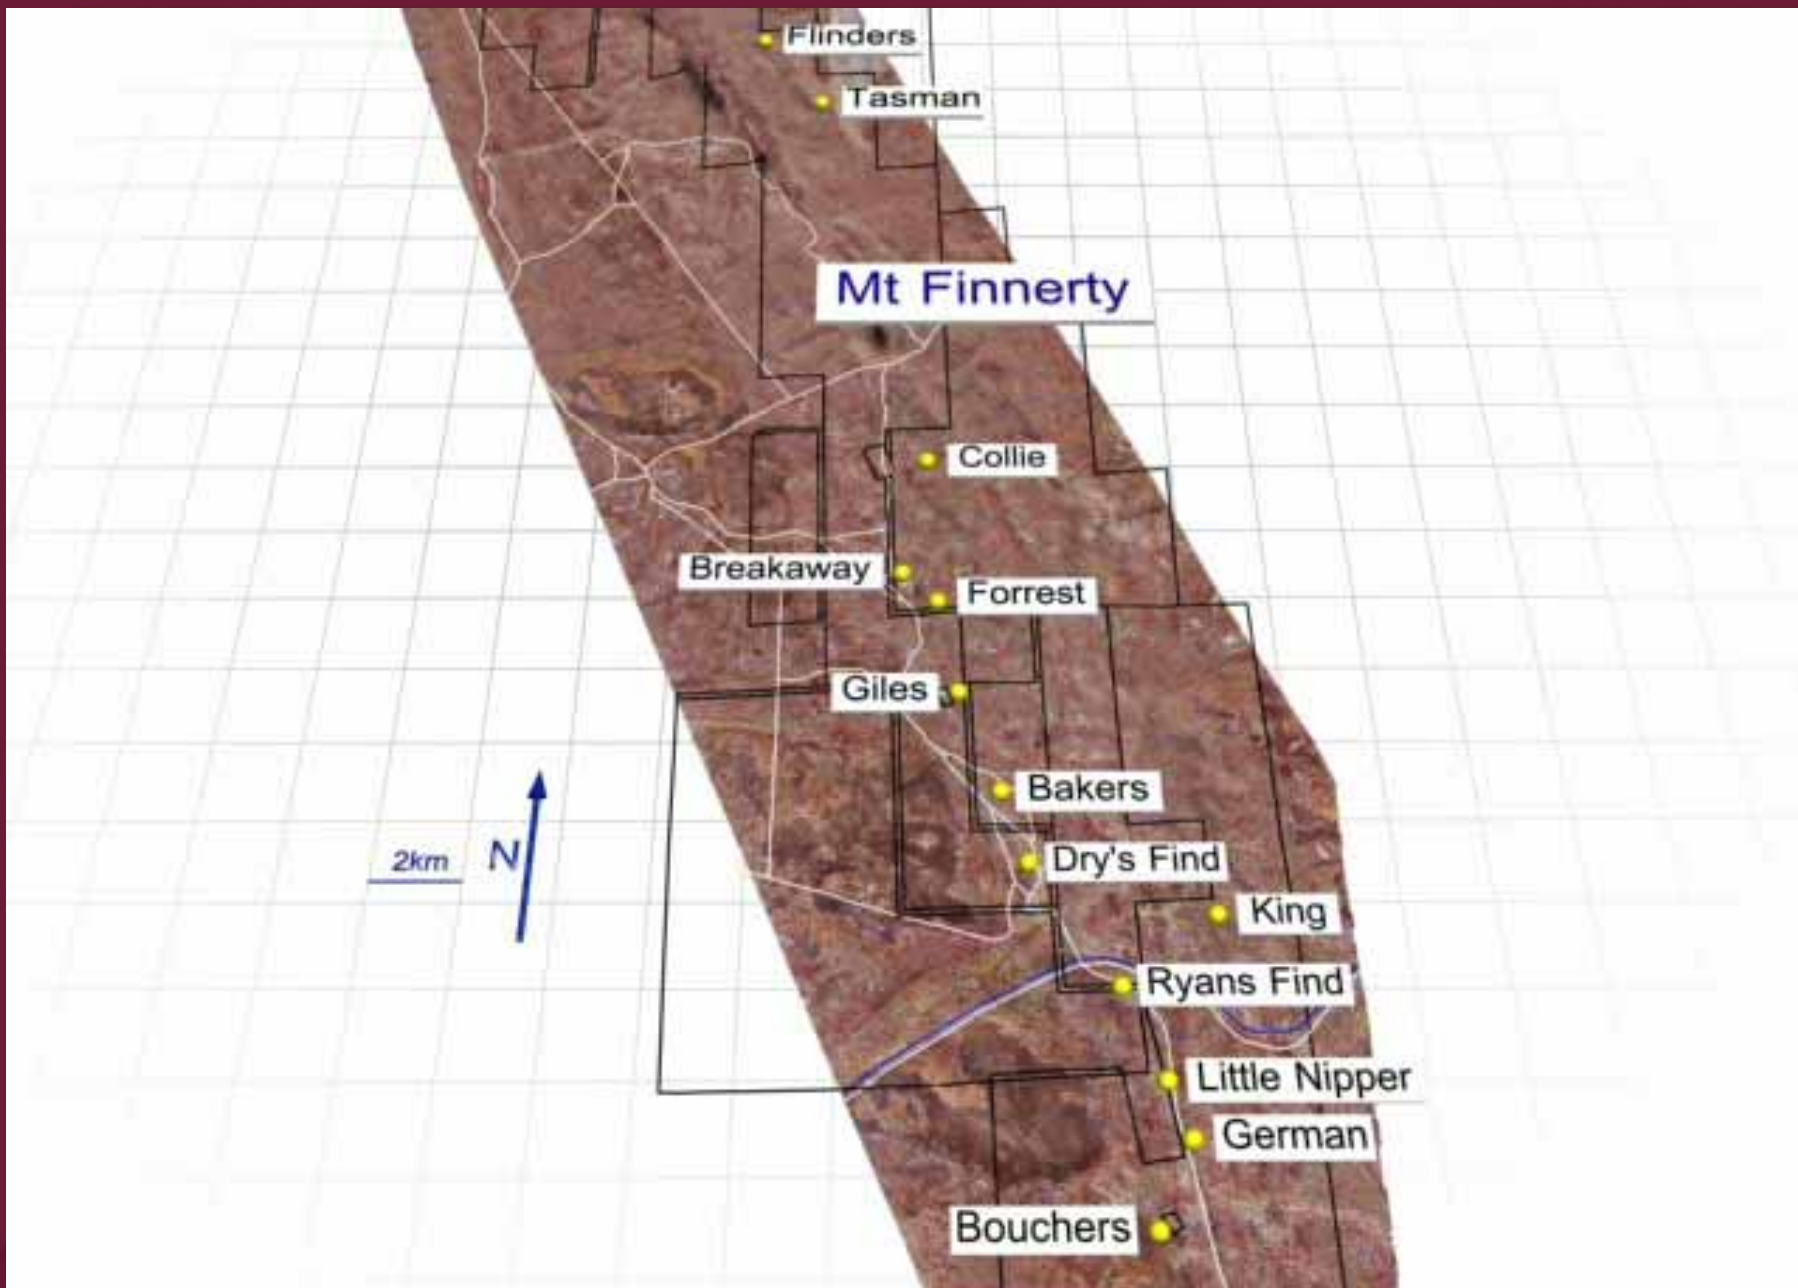 Flinders
Tasman
Mt Finnerty
Collie
Breakaway
Forrest
Giles
Bakers
2km
N
Dry's Find
King
Ryans Find
Little Nipper
German
Bouchers